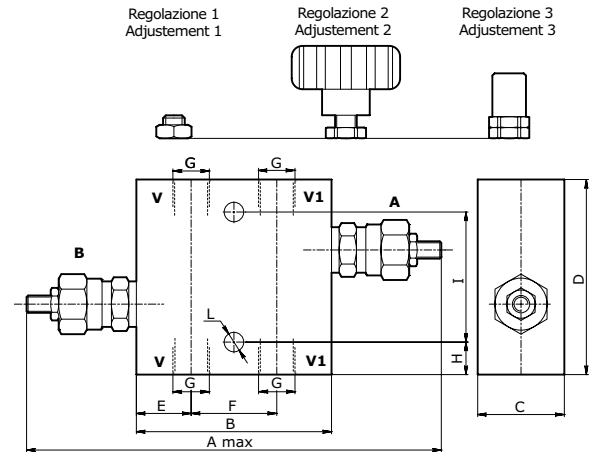 Regolazione 1
Adjustement 1
Regolazione 2
Adjustement 2
Regolazione 3
Adjustement 3
G
G
V
V1
A
B
L
I
D
H
V
V1
G
G
E
F
B
C
A max